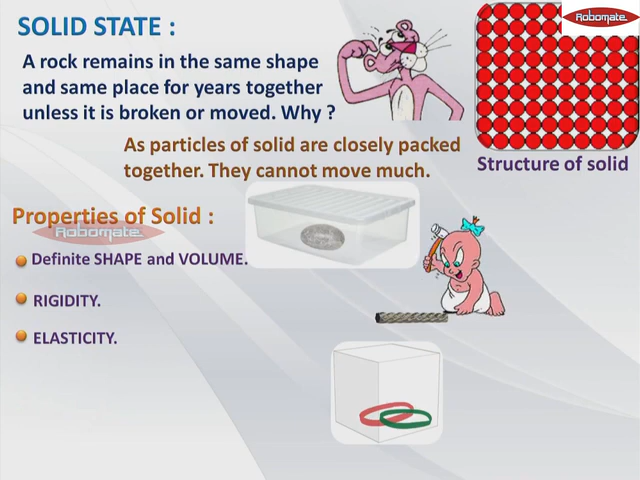 SOLID STATE :
Robomate
A rock remains in the same shape
and same place for years together
unless it is broken or moved. Why ?
As particles of solid are closely packed
together. They cannot move much.
Structure of solid
Properties of Solid :
Robomate
Definite SHAPE and VOLUME.
RIGIDITY.
ELASTICITY.